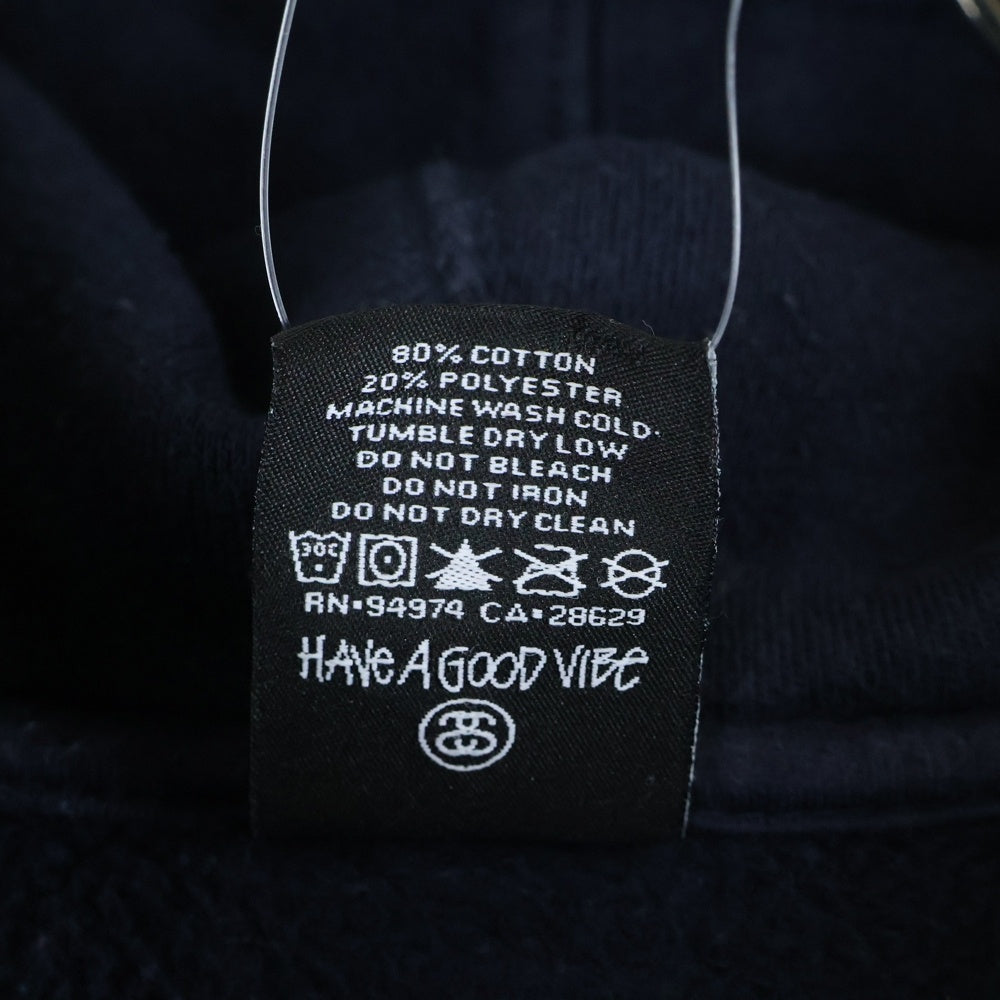 80% COTTON
20% POLYESTER
MACHINE WASH COLD.
TUMBLE DRY LOW
DO NOT BLEACH
DO NOT IRON
DO NOT DRY CLEAN
30C
RN▪94974 CA▪28629
HAVE A GOOD VIBE